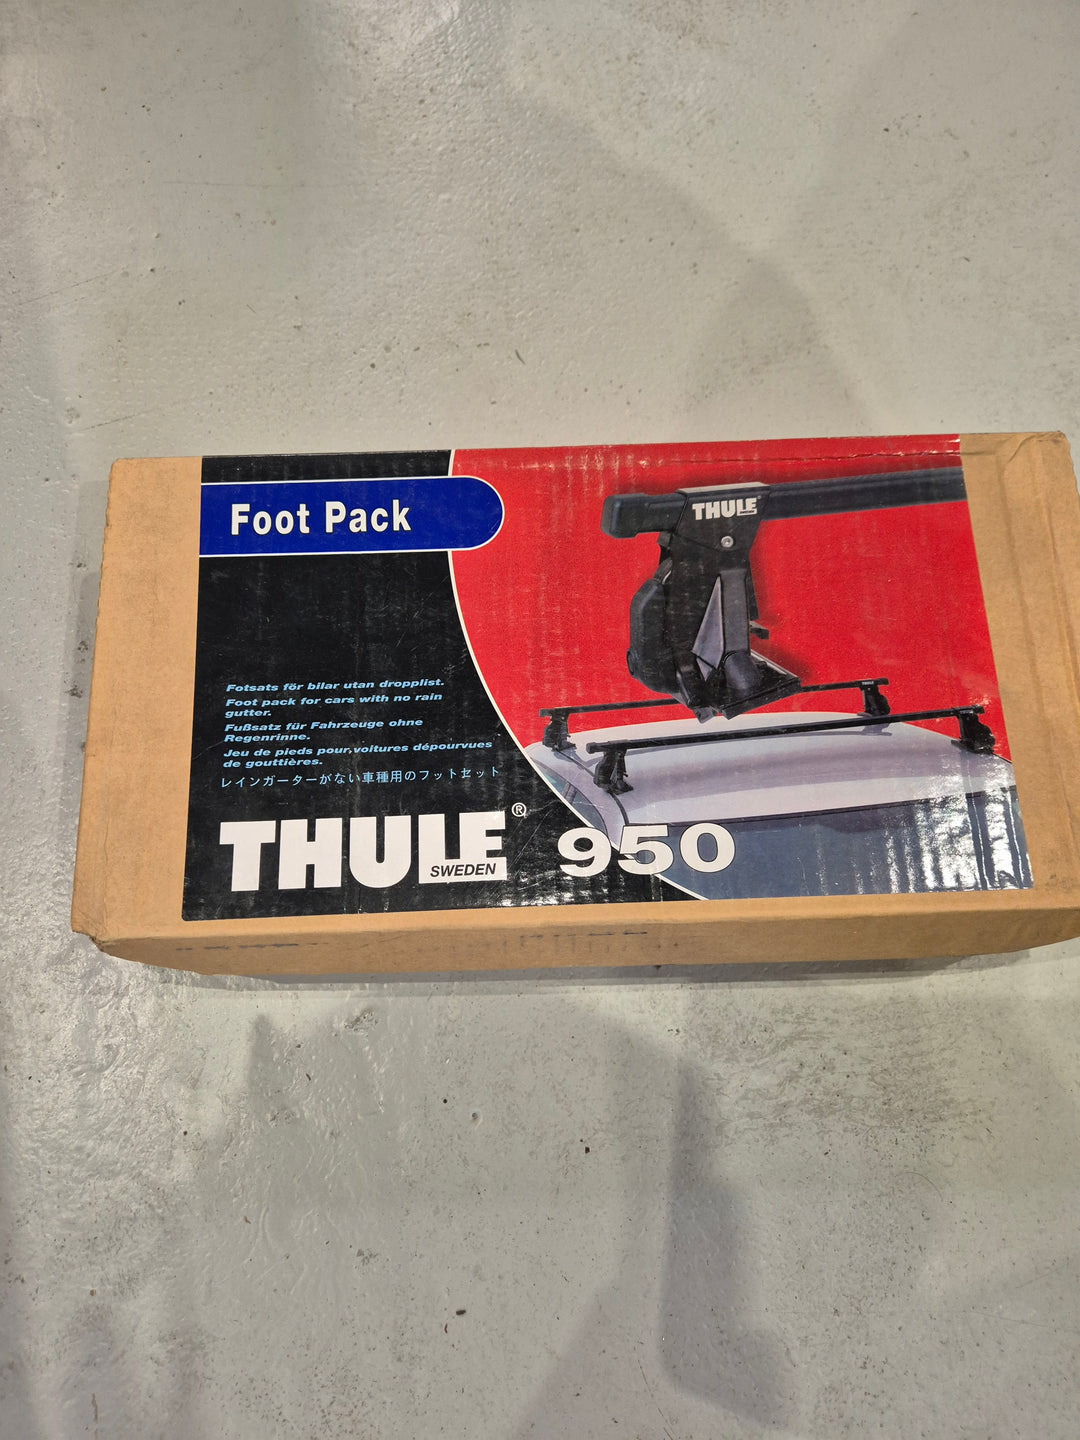 Foot Pack
THULE
Fotsats för bilar utan dropplist.
Foot pack for cars with no rain
gutter.
Fußsatz für Fahrzeuge ohne
Regenrinne.
Jeu de pieds pour voitures dépourvues
de gouttières.
レインガーターがない車種用のフットセット
THULE®
SWEDEN
950